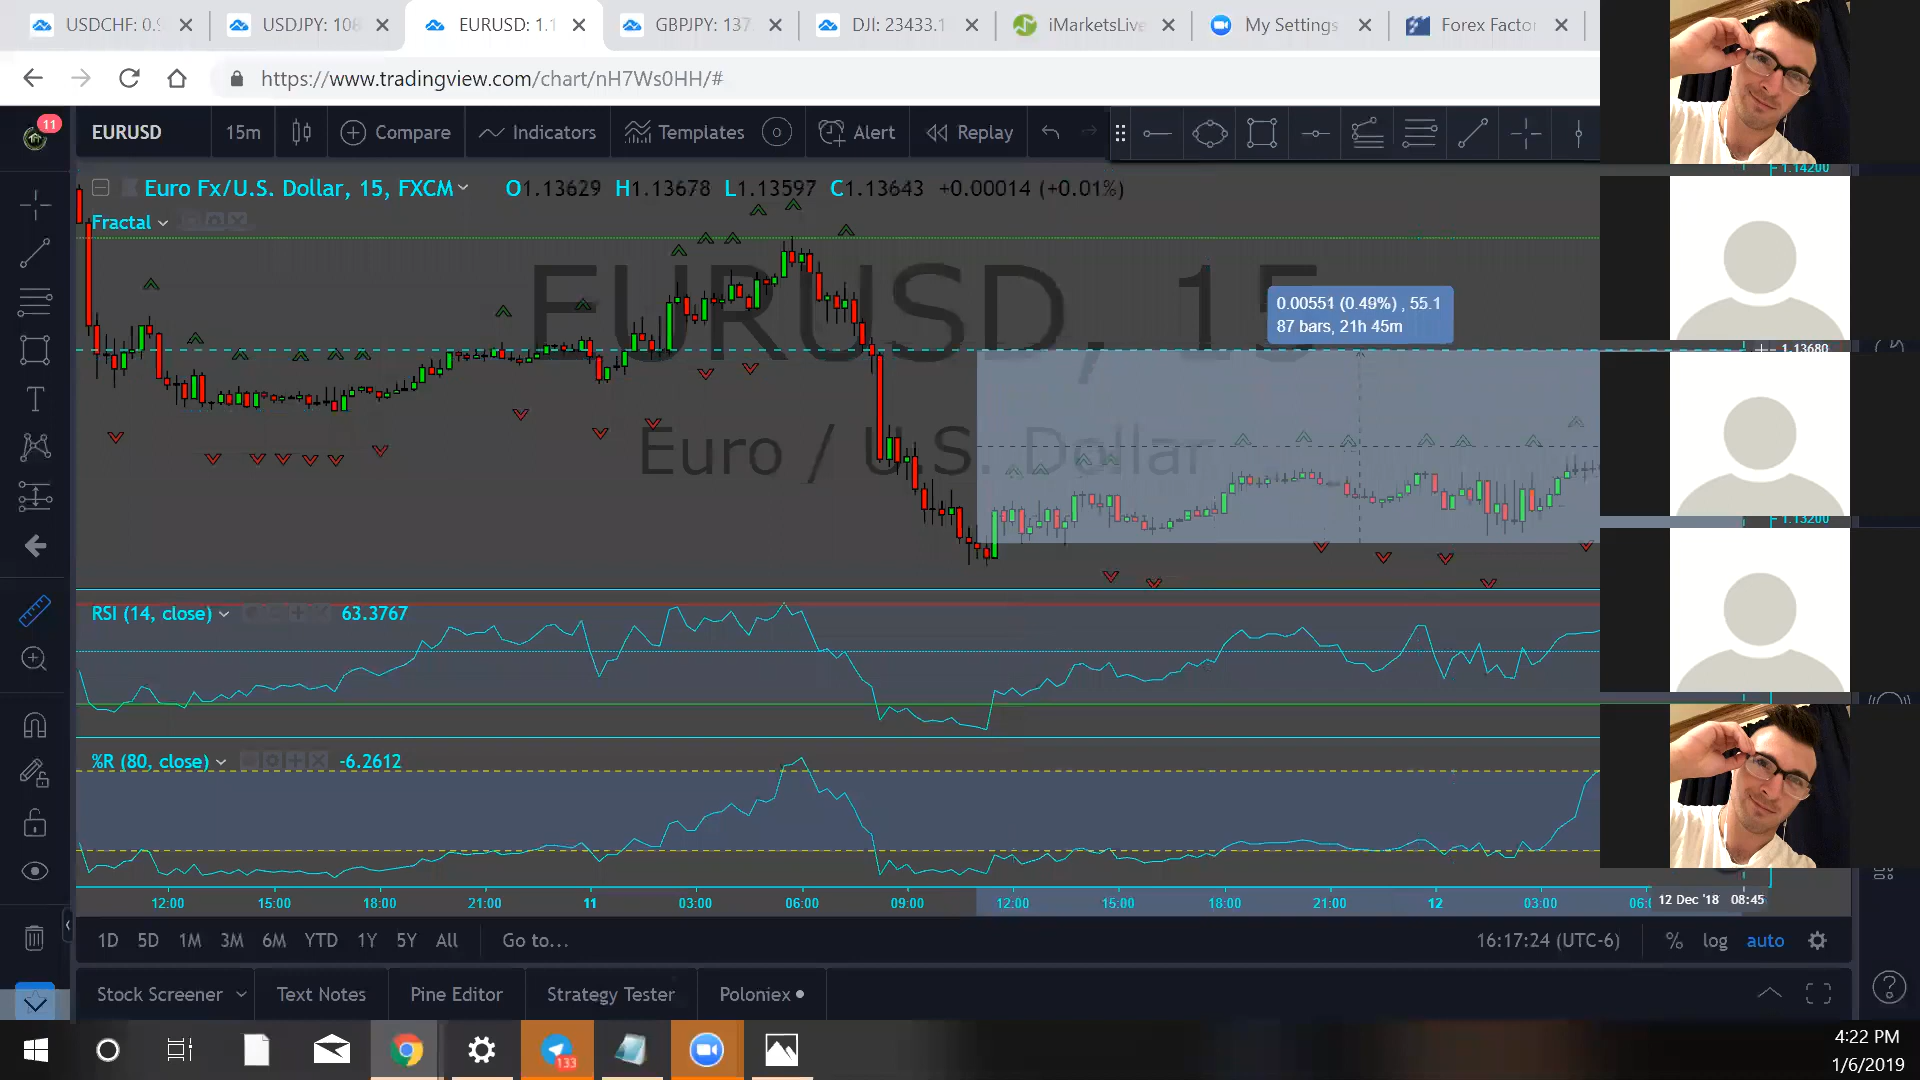 USDCHF: 0.9
USDJPY: 108
EURUSD: 1.1
GBPJPY: 137
DJI: 23433.1
iMarketsLive
My Settings
Forex Factor
https://www.tradingview.com/chart/nH7Ws0HH/#
11
EURUSD
15m
Compare
Indicators
Templates
Alert
Replay
Euro Fx/U.S. Dollar, 15, FXCM
O1.13629 H1.13678 L1.13597 C1.13643 +0.00014 (+0.01%)
Fractal
EURUSD, 15
Euro / U.S. Dollar
0.00551 (0.49%) , 55.1
87 bars, 21h 45m
1.14200
1.13680
1.13200
RSI (14, close)
63.3767
%R (80, close)
-6.2612
12:00 15:00 18:00 21:00 11 03:00 06:00 09:00 12:00 15:00 18:00 21:00 12 03:00
12 Dec '18 08:45
1D 5D 1M 3M 6M YTD 1Y 5Y All
Go to...
16:17:24 (UTC-6)
% log auto
Stock Screener
Text Notes
Pine Editor
Strategy Tester
Poloniex
133
4:22 PM
1/6/2019